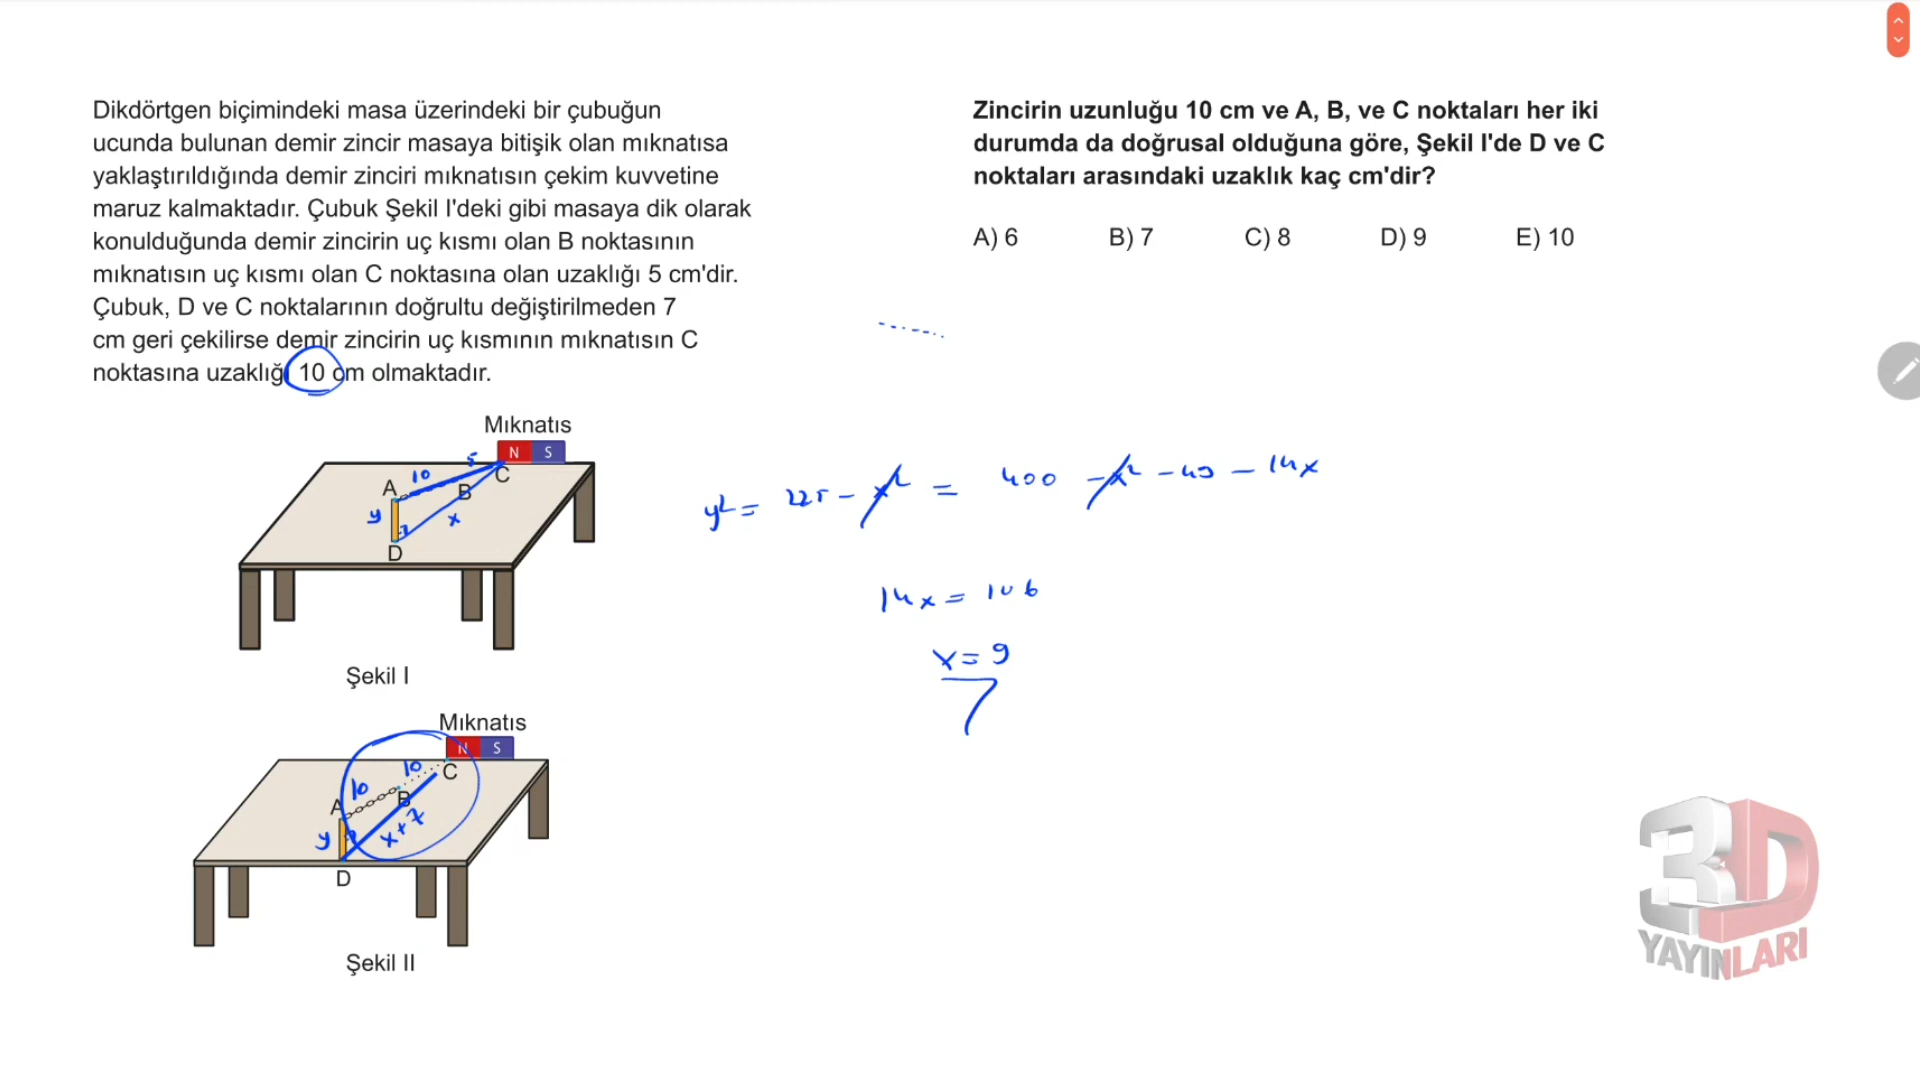 Dikdörtgen biçimindeki masa üzerindeki bir çubuğun
ucunda bulunan demir zincir masaya bitişik olan mıknatısa
yaklaştırıldığında demir zinciri mıknatısın çekim kuvvetine
maruz kalmaktadır. Çubuk Şekil I'deki gibi masaya dik olarak
konulduğunda demir zincirin uç kısmı olan B noktasının
mıknatısın uç kısmı olan C noktasına olan uzaklığı 5 cm'dir.
Çubuk, D ve C noktalarının doğrultu değiştirilmeden 7
cm geri çekilirse demir zincirin uç kısmının mıknatısın C
noktasına uzaklığı 10 cm olmaktadır.
Mıknatıs
N S
5
C
10
A
B
y
x
D
Şekil I
Mıknatıs
N S
10
C
10
A
B
y
x+7
D
Şekil II
Zincirin uzunluğu 10 cm ve A, B, ve C noktaları her iki
durumda da doğrusal olduğuna göre, Şekil I'de D ve C
noktaları arasındaki uzaklık kaç cm'dir?
A) 6 B) 7 C) 8 D) 9 E) 10
y² = 225 - x² = 400 - x² - 49 - 14x
14x = 126
x = 9
3D
YAYINLARI